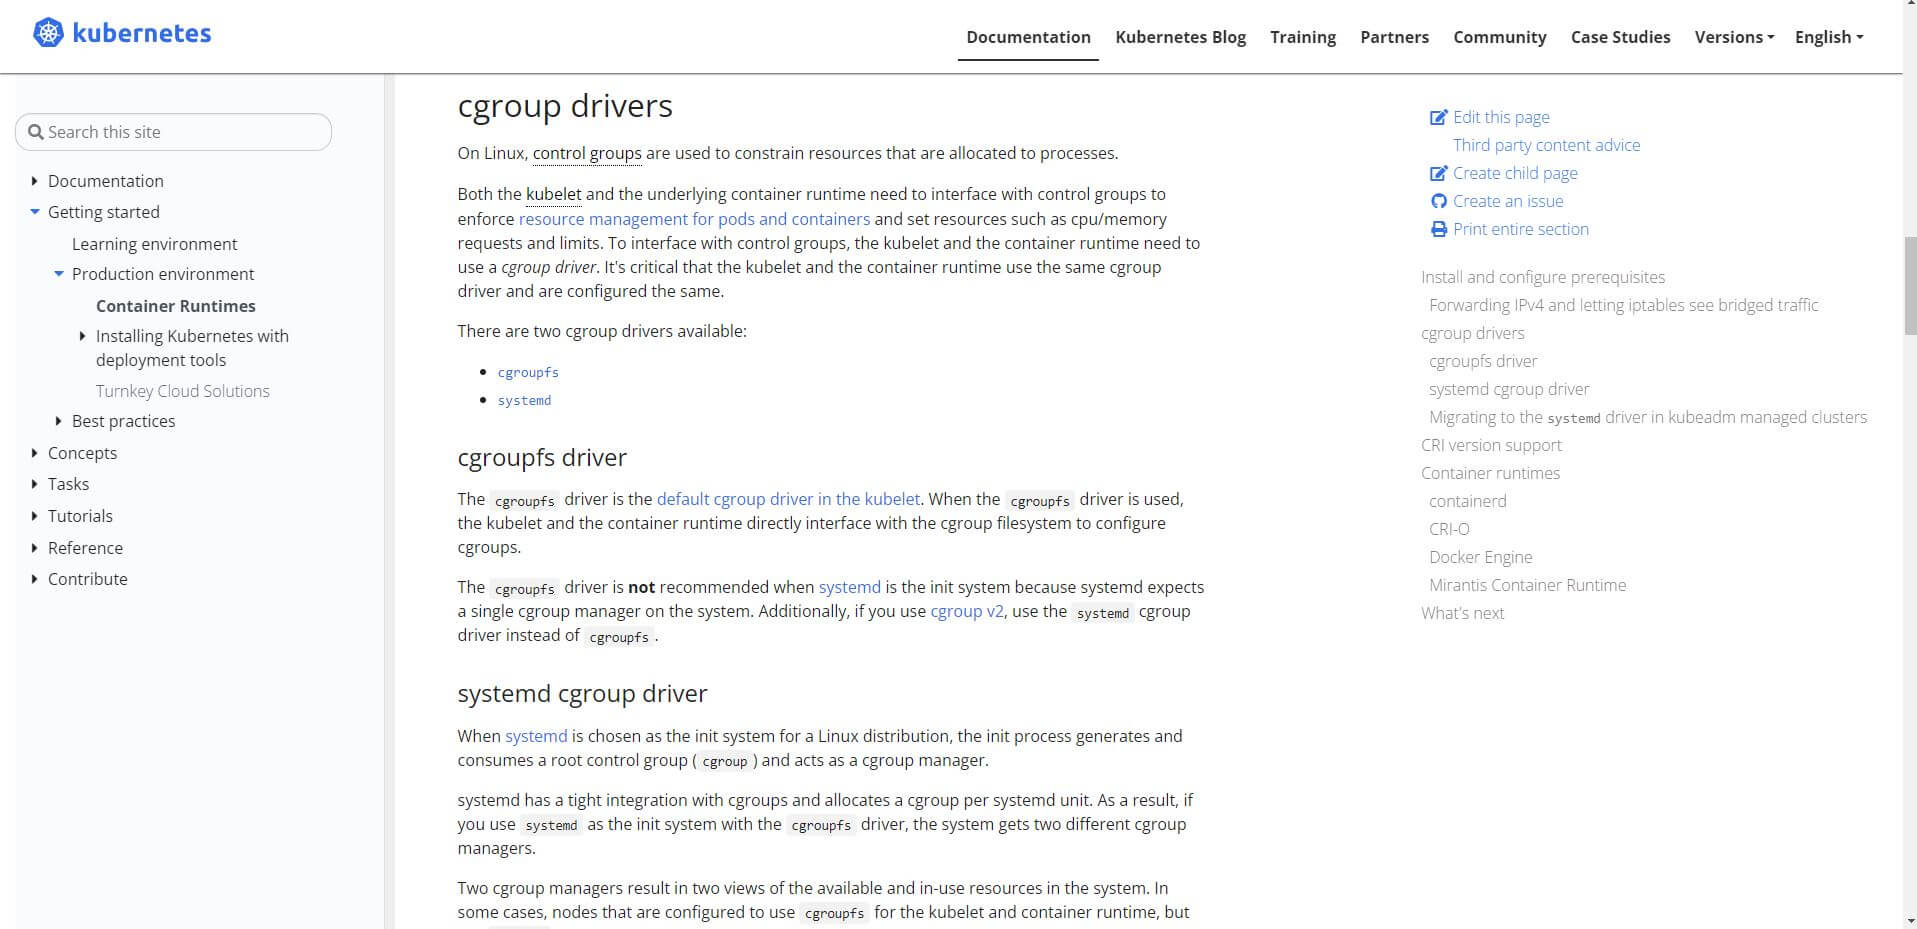 kubernetes
Documentation Kubernetes Blog Training Partners Community Case Studies Versions English
Search this site
Documentation
Getting started
Learning environment
Production environment
Container Runtimes
Installing Kubernetes with
deployment tools
Turnkey Cloud Solutions
Best practices
Concepts
Tasks
Tutorials
Reference
Contribute
cgroup drivers
On Linux, control groups are used to constrain resources that are allocated to processes.
Both the kubelet and the underlying container runtime need to interface with control groups to
enforce resource management for pods and containers and set resources such as cpu/memory
requests and limits. To interface with control groups, the kubelet and the container runtime need to
use a cgroup driver. It's critical that the kubelet and the container runtime use the same cgroup
driver and are configured the same.
There are two cgroup drivers available:
cgroupfs
systemd
cgroupfs driver
The cgroupfs driver is the default cgroup driver in the kubelet. When the cgroupfs driver is used,
the kubelet and the container runtime directly interface with the cgroup filesystem to configure
cgroups.
The cgroupfs driver is not recommended when systemd is the init system because systemd expects
a single cgroup manager on the system. Additionally, if you use cgroup v2, use the systemd cgroup
driver instead of cgroupfs.
systemd cgroup driver
When systemd is chosen as the init system for a Linux distribution, the init process generates and
consumes a root control group ( cgroup ) and acts as a cgroup manager.
systemd has a tight integration with cgroups and allocates a cgroup per systemd unit. As a result, if
you use systemd as the init system with the cgroupfs driver, the system gets two different cgroup
managers.
Two cgroup managers result in two views of the available and in-use resources in the system. In
some cases, nodes that are configured to use cgroupfs for the kubelet and container runtime, but
Edit this page
Third party content advice
Create child page
Create an issue
Print entire section
Install and configure prerequisites
Forwarding IPv4 and letting iptables see bridged traffic
cgroup drivers
cgroupfs driver
systemd cgroup driver
Migrating to the systemd driver in kubeadm managed clusters
CRI version support
Container runtimes
containerd
CRI-O
Docker Engine
Mirantis Container Runtime
What's next